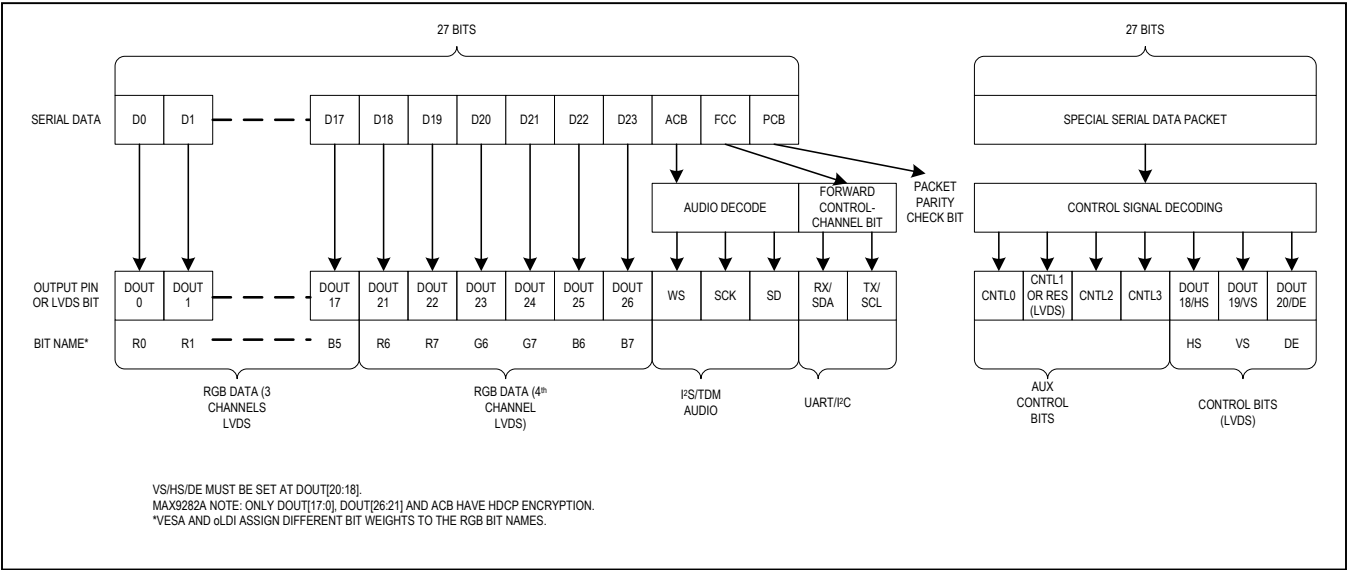 27 BITS 27 BITS
SERIAL DATA D0 D1 D17 D18 D19 D20 D21 D22 D23 ACB FCC PCB SPECIAL SERIAL DATA PACKET
AUDIO DECODE
FORWARD
CONTROL-
CHANNEL BIT
PACKET
PARITY
CHECK BIT
CONTROL SIGNAL DECODING
OUTPUT PIN
OR LVDS BIT
DOUT
0
DOUT
1
DOUT
17
DOUT
21
DOUT
22
DOUT
23
DOUT
24
DOUT
25
DOUT
26
WS
SCK
SD
RX/
SDA
TX/
SCL
CNTL0
CNTL1
OR RES
(LVDS)
CNTL2
CNTL3
DOUT
18/HS
DOUT
19/VS
DOUT
20/DE
BIT NAME* R0 R1 B5 R6 R7 G6 G7 B6 B7 HS VS DE
RGB DATA (3
CHANNELS
LVDS
RGB DATA (4th
CHANNEL
LVDS)
I²S/TDM
AUDIO
UART/I²C
AUX
CONTROL
BITS
CONTROL BITS
(LVDS)
VS/HS/DE MUST BE SET AT DOUT[20:18].
MAX9282A NOTE: ONLY DOUT[17:0], DOUT[26:21] AND ACB HAVE HDCP ENCRYPTION.
*VESA AND oLDI ASSIGN DIFFERENT BIT WEIGHTS TO THE RGB BIT NAMES.